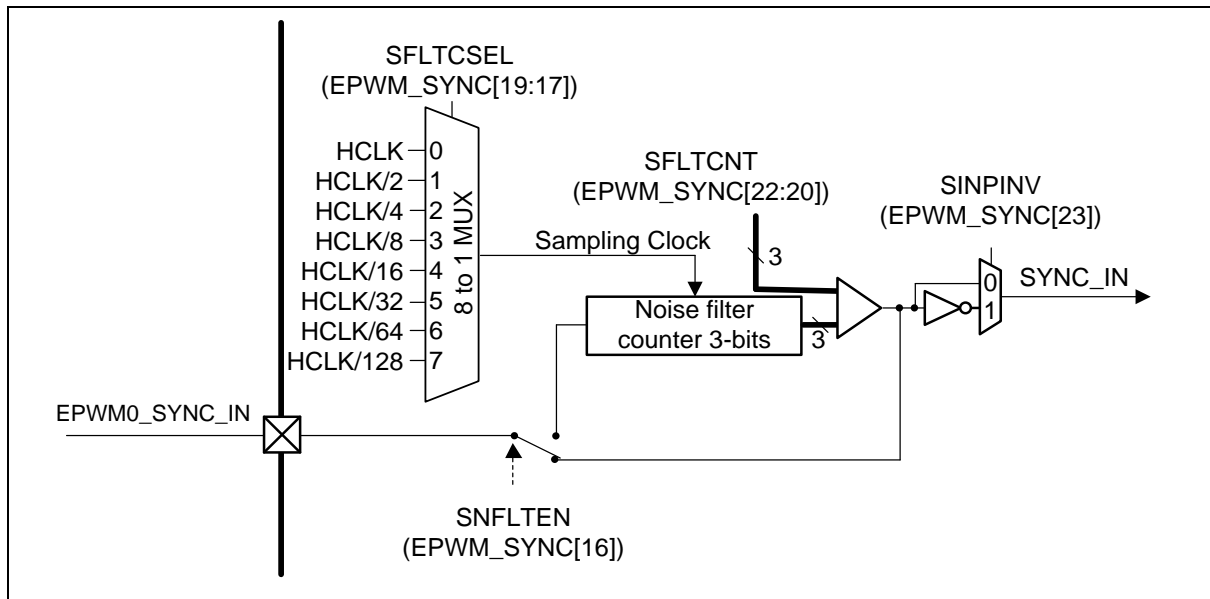 SFLTCSEL
(EPWM_SYNC[19:17])
HCLK 0
HCLK/2 1
HCLK/4 2
HCLK/8 3
HCLK/16 4
HCLK/32 5
HCLK/64 6
HCLK/128 7
8 to 1 MUX
SFLTCNT
(EPWM_SYNC[22:20])
SINPINV
(EPWM_SYNC[23])
Sampling Clock
3
Noise filter
counter 3-bits
3
0
1
SYNC_IN
EPWM0_SYNC_IN
SNFLTEN
(EPWM_SYNC[16])